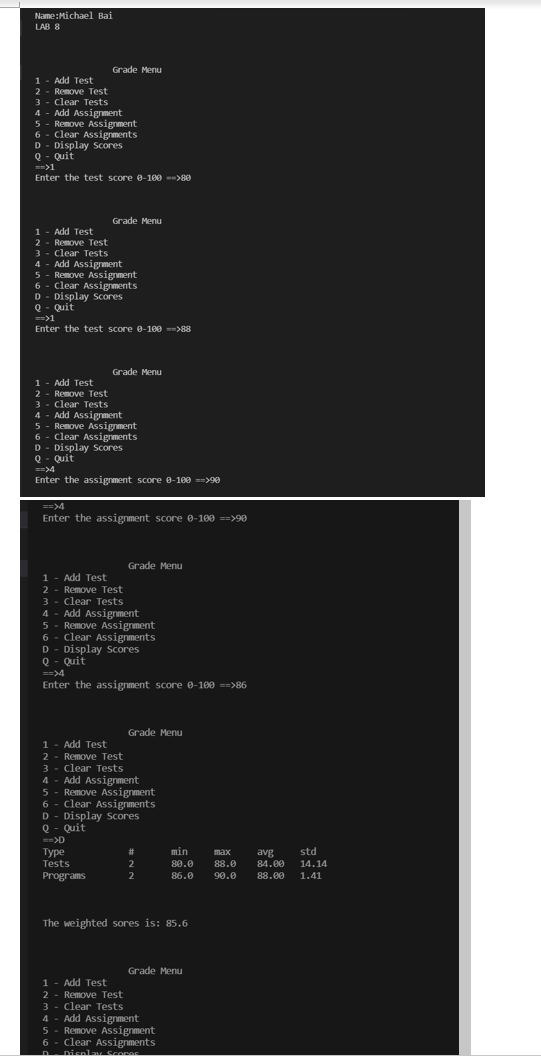 Name:Michael Bai
LAB 8
Grade Menu
1 - Add Test
2 - Remove Test
3 - Clear Tests
4 - Add Assignment
5 - Remove Assignment
6 - Clear Assignments
D - Display Scores
Q - Quit
==>1
Enter the test score 0-100 ==>80
Grade Menu
1 - Add Test
2 - Remove Test
3 - Clear Tests
4 - Add Assignment
5 - Remove Assignment
6 - Clear Assignments
D - Display Scores
Q - Quit
==>1
Enter the test score 0-100 ==>88
Grade Menu
1 - Add Test
2 - Remove Test
3 - Clear Tests
4 - Add Assignment
5 - Remove Assignment
6 - Clear Assignments
D - Display Scores
Q - Quit
==>4
Enter the assignment score 0-100 ==>90
==>4
Enter the assignment score 0-100 ==>90
Grade Menu
1 - Add Test
2 - Remove Test
3 - Clear Tests
4 - Add Assignment
5 - Remove Assignment
6 - Clear Assignments
D - Display Scores
Q - Quit
==>4
Enter the assignment score 0-100 ==>86
Grade Menu
1 - Add Test
2 - Remove Test
3 - Clear Tests
4 - Add Assignment
5 - Remove Assignment
6 - Clear Assignments
D - Display Scores
Q - Quit
==>D
Type # min max avg std
Tests 2 80.0 88.0 84.00 14.14
Programs 2 86.0 90.0 88.00 1.41
The weighted sores is: 85.6
Grade Menu
1 - Add Test
2 - Remove Test
3 - Clear Tests
4 - Add Assignment
5 - Remove Assignment
6 - Clear Assignments
D - Display Scores